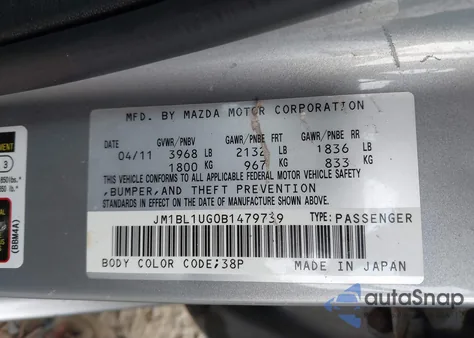 MFD. BY MAZDA MOTOR CORPORATION
GVWR/PNBV GAWR/PNBE FRT GAWR/PNBE RR
04/11 3968 LB 2132 LB 1836 LB
1800 KG 967 KG 833 KG
THIS VEHICLE CONFORMS TO ALL APPLICABLE FEDERAL MOTOR VEHICLE SAFETY
,BUMPER,AND THEFT PREVENTION
STANDARDS IN EFFECT ON THE DATE OF MANUFACTURE SHOWN ABOVE.
JM1BL1UG0B1479739 TYPE:PASSENGER
BODY COLOR CODE;38P MADE IN JAPAN
(BBM4A)
3
autoSnap